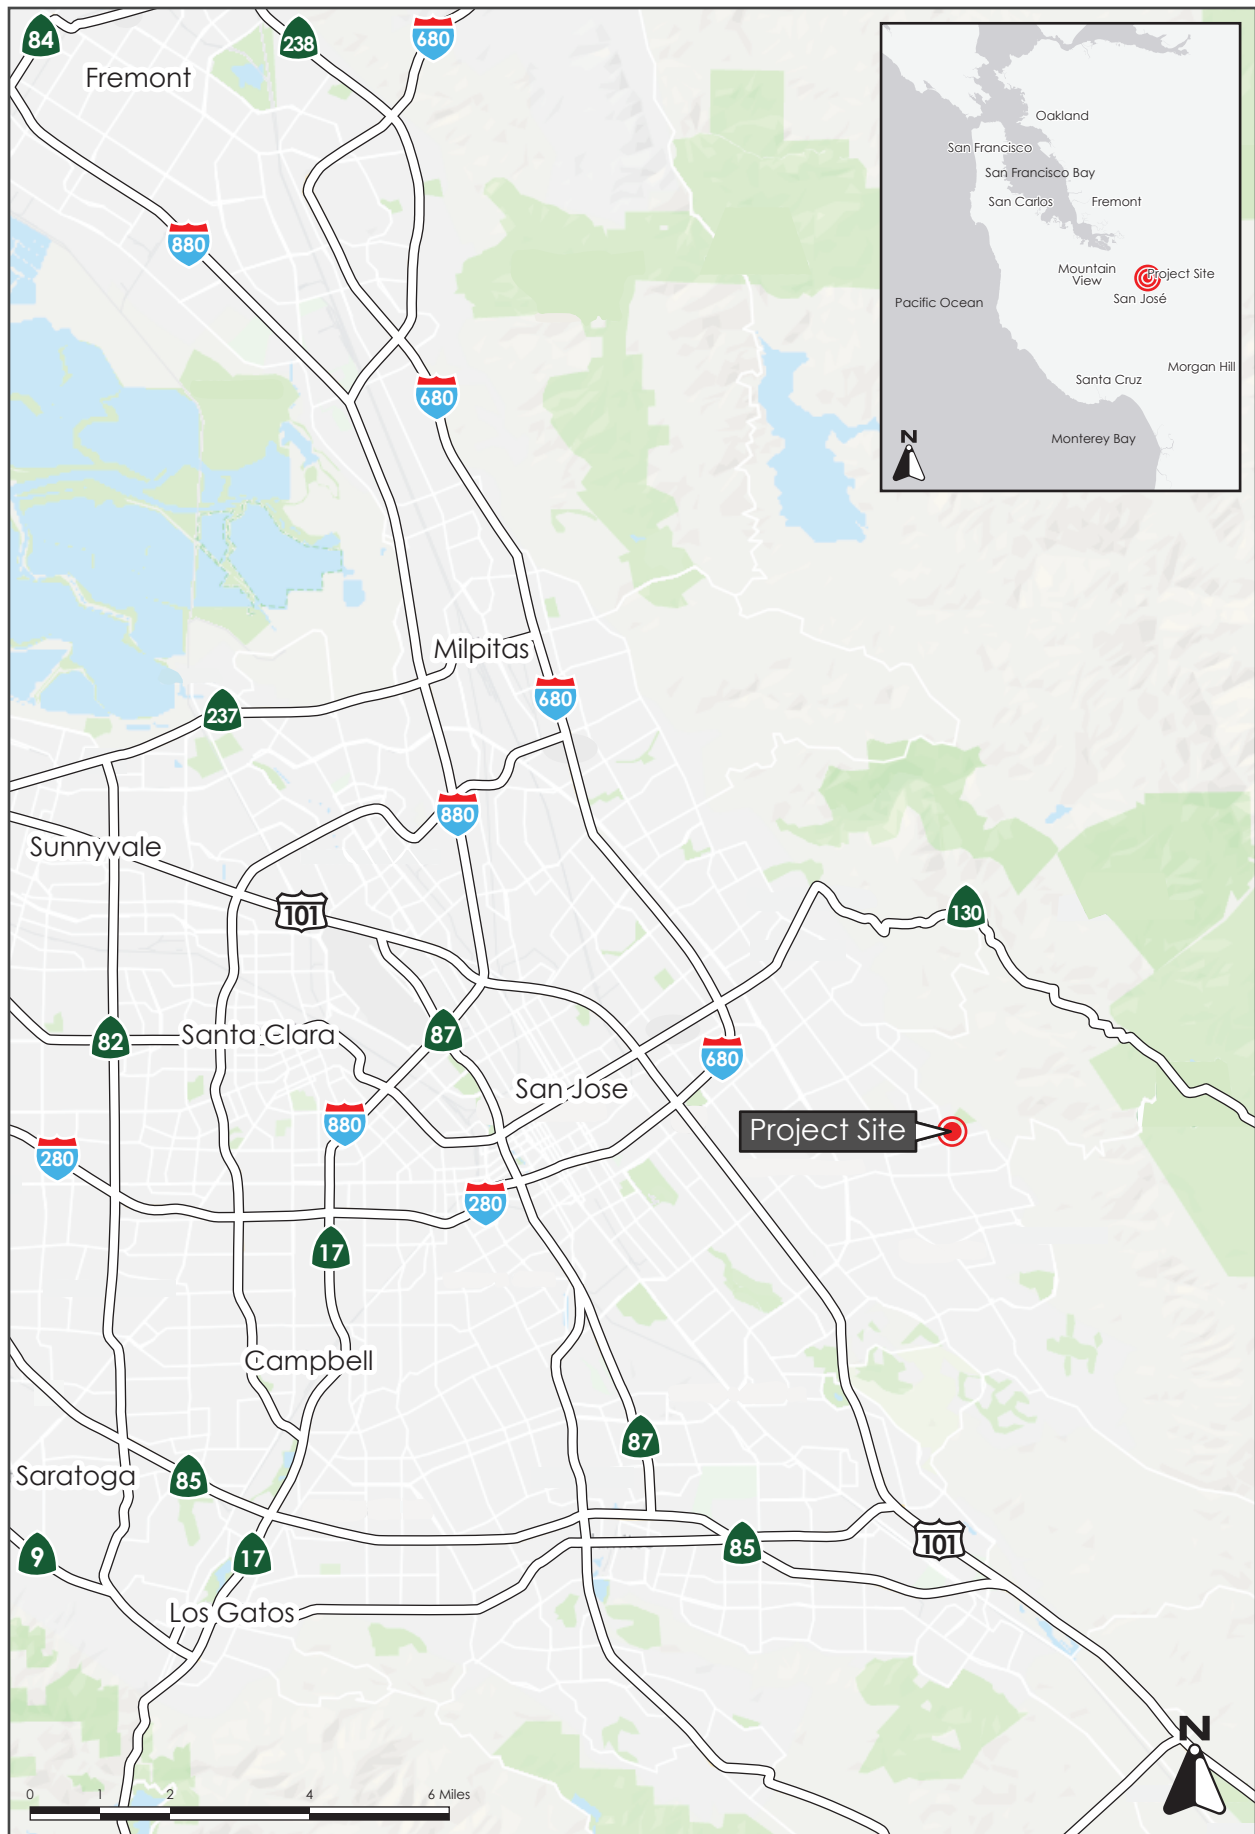 84
238
680
Fremont
Oakland
San Francisco
San Francisco Bay
San Carlos
Fremont
Mountain
View
Project Site
San José
Pacific Ocean
Morgan Hill
Santa Cruz
Monterey Bay
N
880
680
Milpitas
680
237
880
Sunnyvale
101
130
82
Santa Clara
87
680
San Jose
880
Project Site
280
280
17
Campbell
87
Saratoga
85
9
17
85
101
Los Gatos
N
0 1 2 4 6 Miles